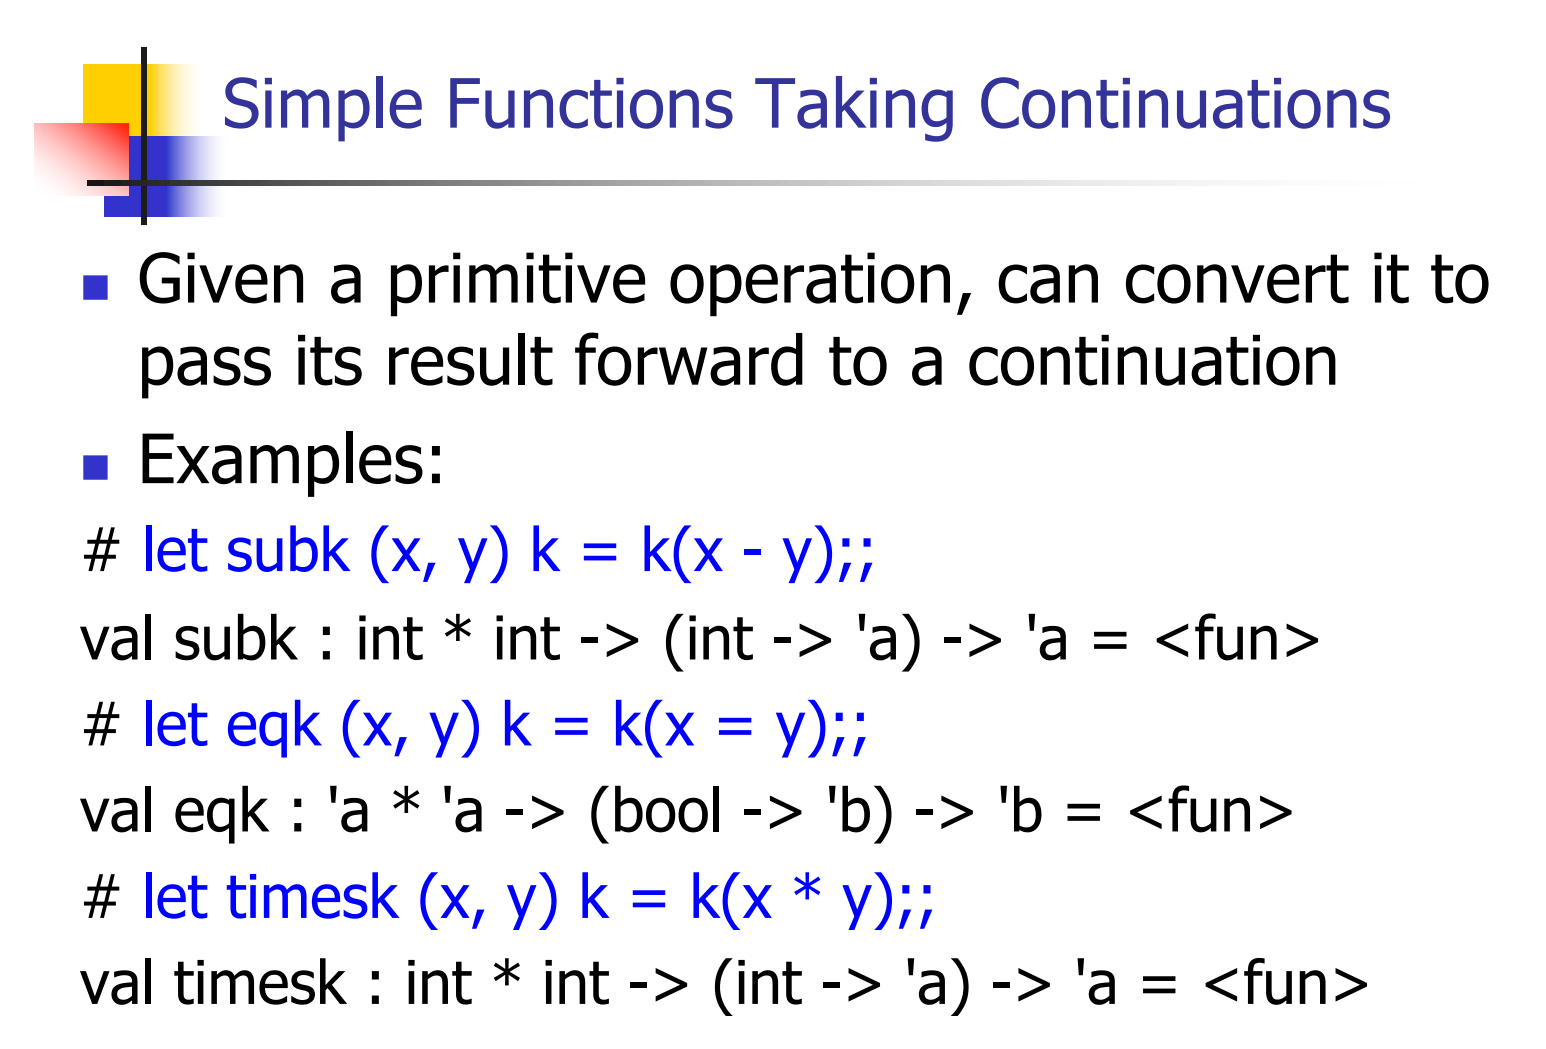 Simple Functions Taking Continuations
Given a primitive operation, can convert it to
pass its result forward to a continuation
Examples:
# let subk (x, y) k = k(x - y);;
val subk : int * int -> (int -> 'a) -> 'a = <fun>
# let eqk (x, y) k = k(x = y);;
val eqk : 'a * 'a -> (bool -> 'b) -> 'b = <fun>
# let timesk (x, y) k = k(x * y);;
val timesk : int * int -> (int -> 'a) -> 'a = <fun>